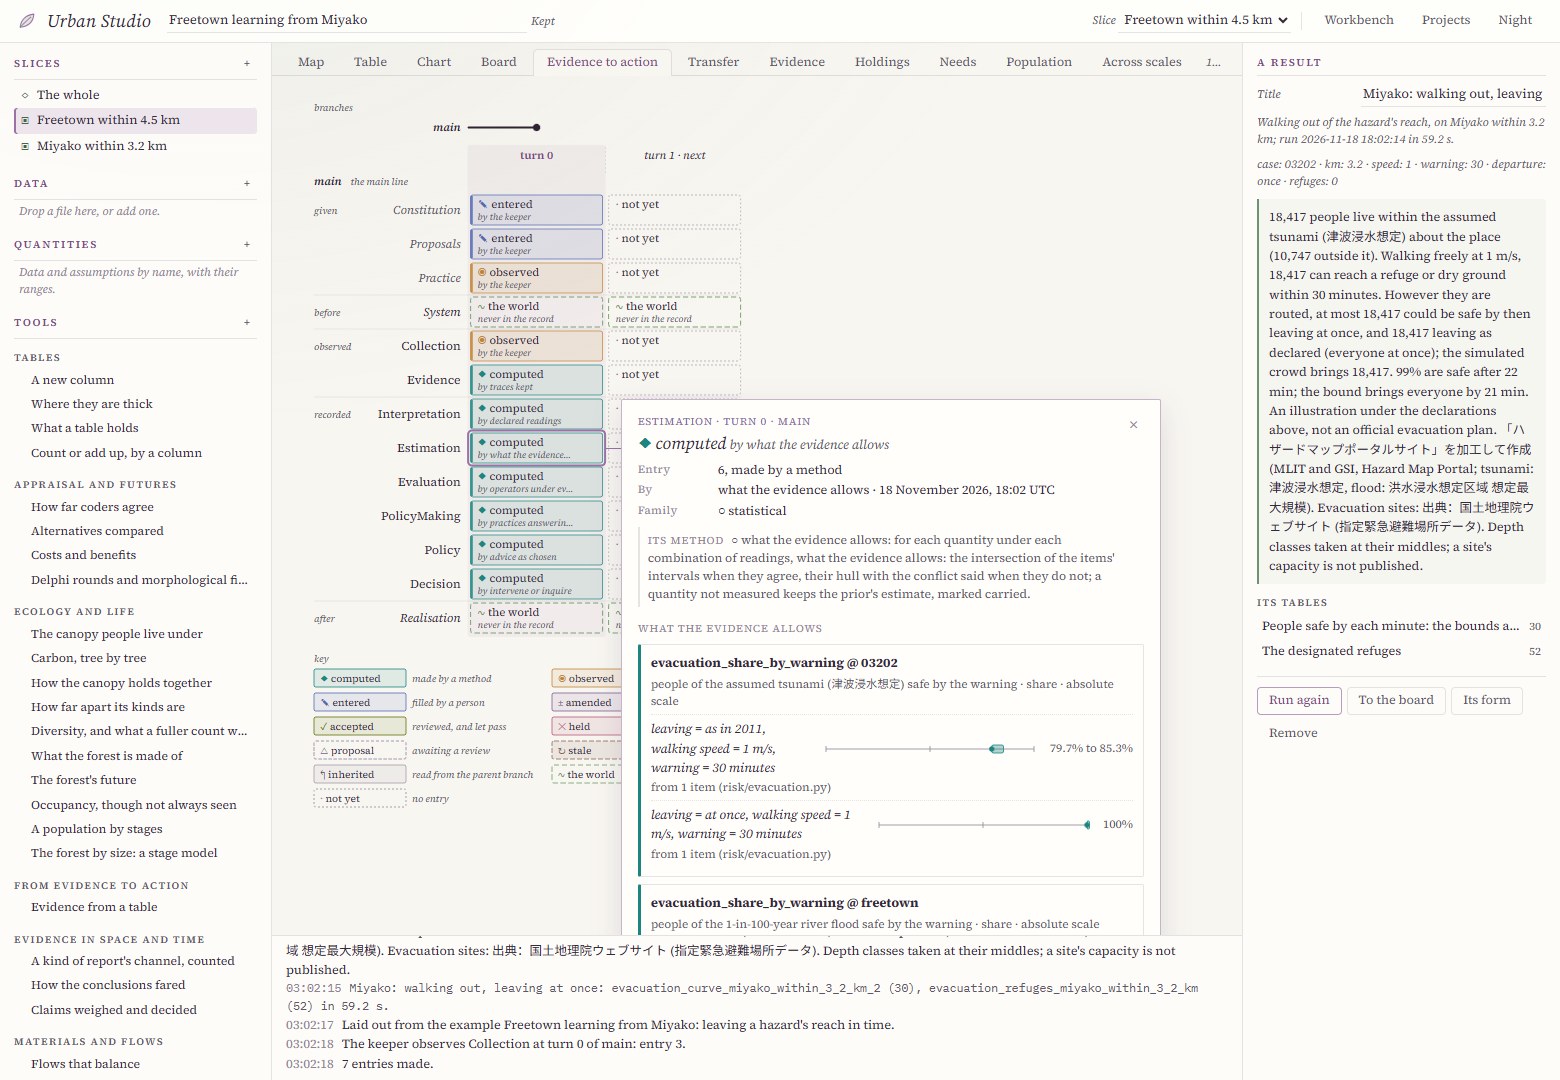 Urban Studio
Freetown learning from Miyako
Kept
Slice
Freetown within 4.5 km
Workbench
Projects
Night
SLICES
+
The whole
Freetown within 4.5 km
Miyako within 3.2 km
DATA
+
Drop a file here, or add one.
QUANTITIES
+
Data and assumptions by name, with their
ranges.
TOOLS
+
TABLES
A new column
Where they are thick
What a table holds
Count or add up, by a column
APPRAISAL AND FUTURES
How far coders agree
Alternatives compared
Costs and benefits
Delphi rounds and morphological fi...
ECOLOGY AND LIFE
The canopy people live under
Carbon, tree by tree
How the canopy holds together
How far apart its kinds are
Diversity, and what a fuller count w...
What the forest is made of
The forest's future
Occupancy, though not always seen
A population by stages
The forest by size: a stage model
FROM EVIDENCE TO ACTION
Evidence from a table
EVIDENCE IN SPACE AND TIME
A kind of report's channel, counted
How the conclusions fared
Claims weighed and decided
MATERIALS AND FLOWS
Flows that balance
Map
Table
Chart
Board
Evidence to action
Transfer
Evidence
Holdings
Needs
Population
Across scales
1...
branches
main
turn 0
turn 1 · next
main the main line
given
Constitution
entered
by the keeper
· not yet
Proposals
entered
by the keeper
· not yet
Practice
observed
by the keeper
· not yet
before
System
the world
never in the record
the world
never in the record
observed
Collection
observed
by the keeper
· not yet
Evidence
computed
by traces kept
· not yet
recorded
Interpretation
computed
by declared readings
Estimation
computed
by what the evidence...
Evaluation
computed
by operators under ev...
PolicyMaking
computed
by practices answerin...
Policy
computed
by advice as chosen
Decision
computed
by intervene or inquire
after
Realisation
the world
never in the record
key
computed
made by a method
observed
entered
filled by a person
amended
accepted
reviewed, and let pass
held
proposal
awaiting a review
stale
inherited
read from the parent branch
the world
· not yet
no entry
ESTIMATION · TURN 0 · MAIN
×
computed by what the evidence allows
Entry
6, made by a method
By
what the evidence allows · 18 November 2026, 18:02 UTC
Family
○ statistical
ITS METHOD ○ what the evidence allows: for each quantity under each
combination of readings, what the evidence allows: the intersection of the items'
intervals when they agree, their hull with the conflict said when they do not; a
quantity not measured keeps the prior's estimate, marked carried.
WHAT THE EVIDENCE ALLOWS
evacuation_share_by_warning @ 03202
people of the assumed tsunami (津波浸水想定) safe by the warning · share · absolute
scale
leaving = as in 2011,
walking speed = 1 m/s,
warning = 30 minutes
79.7% to 85.3%
from 1 item (risk/evacuation.py)
leaving = at once, walking speed = 1
m/s, warning = 30 minutes
100%
from 1 item (risk/evacuation.py)
evacuation_share_by_warning @ freetown
people of the 1-in-100-year river flood safe by the warning · share · absolute scale
域 想定最大規模). Evacuation sites: 出典：国土地理院ウェブサイト (指定緊急避難場所データ). Depth classes taken at their middles; a site's capacity is not
published.
03:02:15 Miyako: walking out, leaving at once: evacuation_curve_miyako_within_3_2_km_2 (30), evacuation_refuges_miyako_within_3_2_km
(52) in 59.2 s.
03:02:17 Laid out from the example Freetown learning from Miyako: leaving a hazard's reach in time.
03:02:18 The keeper observes Collection at turn 0 of main: entry 3.
03:02:18 7 entries made.
A RESULT
Title
Miyako: walking out, leaving
Walking out of the hazard's reach, on Miyako within 3.2
km; run 2026-11-18 18:02:14 in 59.2 s.
case: 03202 · km: 3.2 · speed: 1 · warning: 30 · departure:
once · refuges: 0
18,417 people live within the assumed
tsunami (津波浸水想定) about the place
(10,747 outside it). Walking freely at 1 m/s,
18,417 can reach a refuge or dry ground
within 30 minutes. However they are
routed, at most 18,417 could be safe by then
leaving at once, and 18,417 leaving as
declared (everyone at once); the simulated
crowd brings 18,417. 99% are safe after 22
min; the bound brings everyone by 21 min.
An illustration under the declarations
above, not an official evacuation plan. 「ハ
ザードマップポータルサイト」を加工して作成
(MLIT and GSI, Hazard Map Portal; tsunami:
津波浸水想定, flood: 洪水浸水想定区域 想定最
大規模). Evacuation sites: 出典：国土地理院ウ
ェブサイト (指定緊急避難場所データ). Depth
classes taken at their middles; a site's
capacity is not published.
ITS TABLES
People safe by each minute: the bounds a...
30
The designated refuges
52
Run again
To the board
Its form
Remove